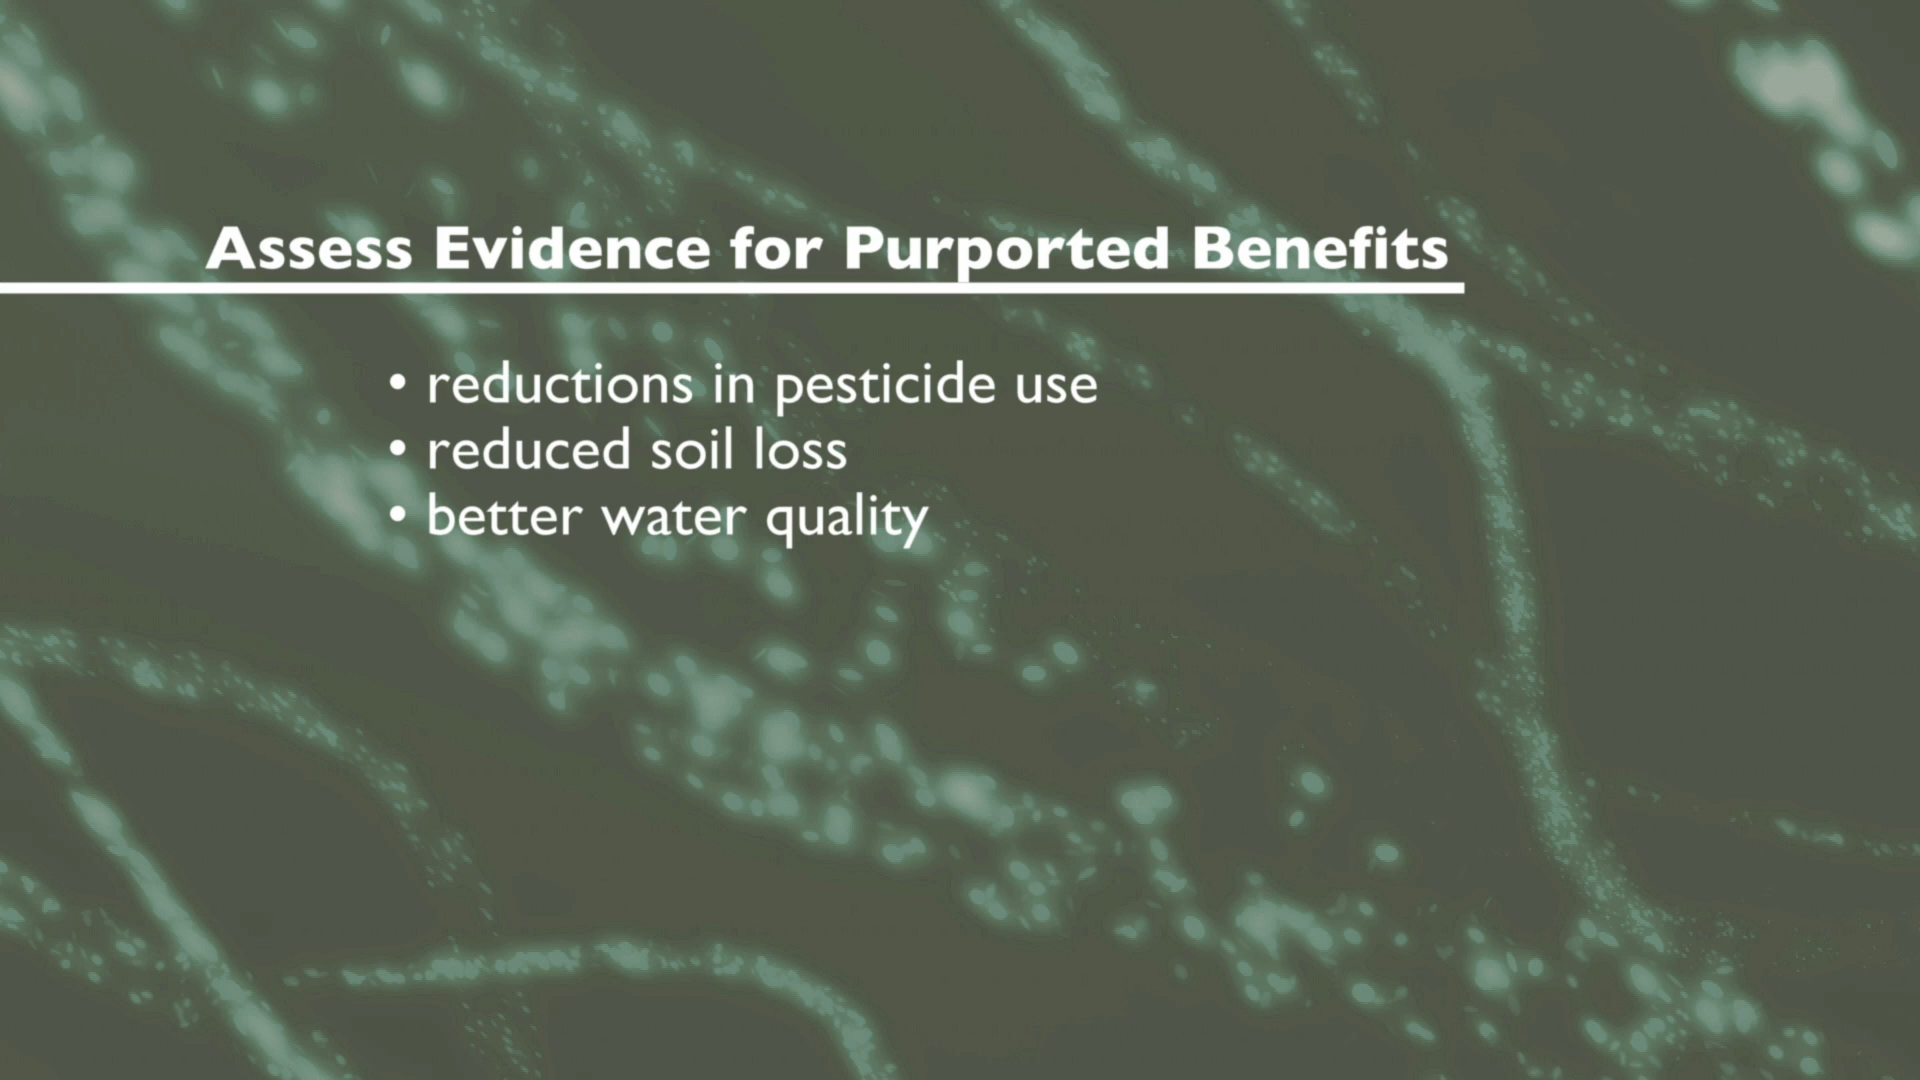 Assess Evidence for Purported Benefits
• reductions in pesticide use
• reduced soil loss
• better water quality